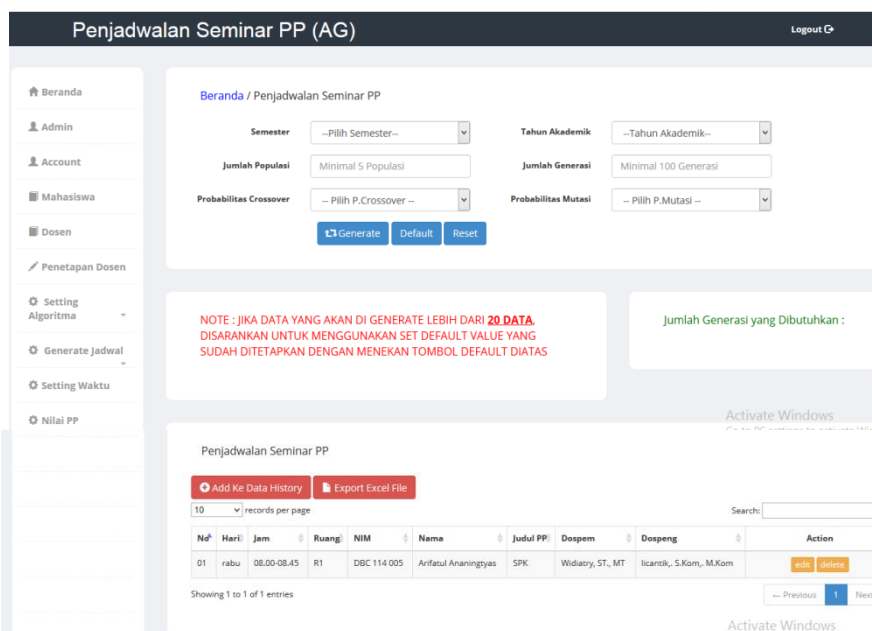 Penjadwalan Seminar PP (AG)
Logout
Beranda
Admin
Account
Mahasiswa
Dosen
Penetapan Dosen
Setting
Algoritma
Generate Jadwal
Setting Waktu
Nilai PP
Beranda / Penjadwalan Seminar PP
Semester --Pilih Semester-- Tahun Akademik --Tahun Akademik--
Jumlah Populasi Minimal 5 Populasi Jumlah Generasi Minimal 100 Generasi
Probabilitas Crossover -- Pilih P.Crossover -- Probabilitas Mutasi -- Pilih P.Mutasi --
Generate Default Reset
NOTE : JIKA DATA YANG AKAN DI GENERATE LEBIH DARI 20 DATA,
DISARANKAN UNTUK MENGGUNAKAN SET DEFAULT VALUE YANG
SUDAH DITETAPKAN DENGAN MENEKAN TOMBOL DEFAULT DIATAS
Jumlah Generasi yang Dibutuhkan :
Activate Windows
Penjadwalan Seminar PP
Add Ke Data History Export Excel File
10 records per page
Search:
No Hari Jam Ruang NIM Nama Judul PP Dospem Dospeng Action
01 rabu 08.00-08.45 R1 DBC 114 005 Arifatul Ananingtyas SPK Widiatry, ST., MT licantik,. S.Kom,. M.Kom edit delete
Showing 1 to 1 of 1 entries
← Previous 1 Next
Activate Windows